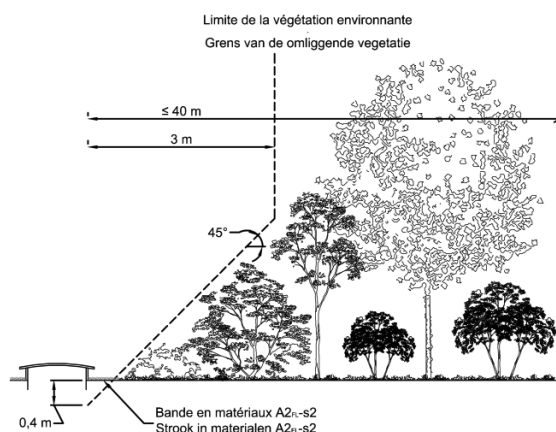 Limite de la végétation environnante
Grens van de omliggende vegetatie
≤ 40 m
3 m
45°
0,4 m
Bande en matériaux A2FL-s2
Strook in materialen A2FL-s2